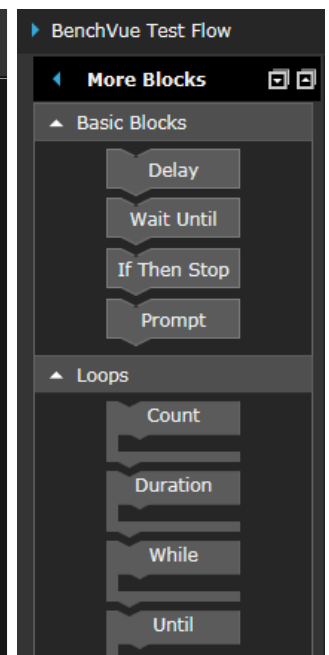 BenchVue Test Flow
More Blocks
Basic Blocks
Delay
Wait Until
If Then Stop
Prompt
Loops
Count
Duration
While
Until